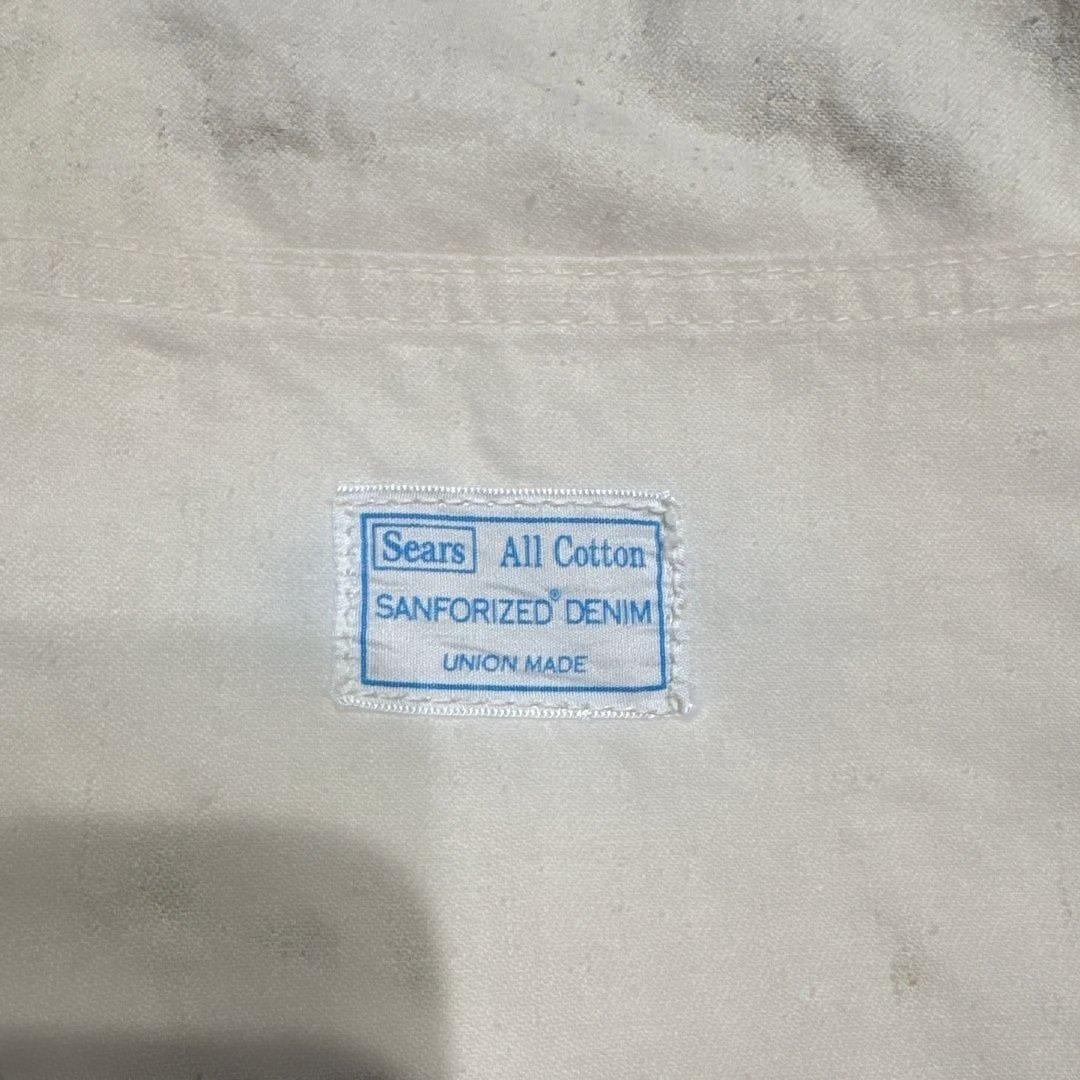 Sears All Cotton
SANFORIZED® DENIM
UNION MADE